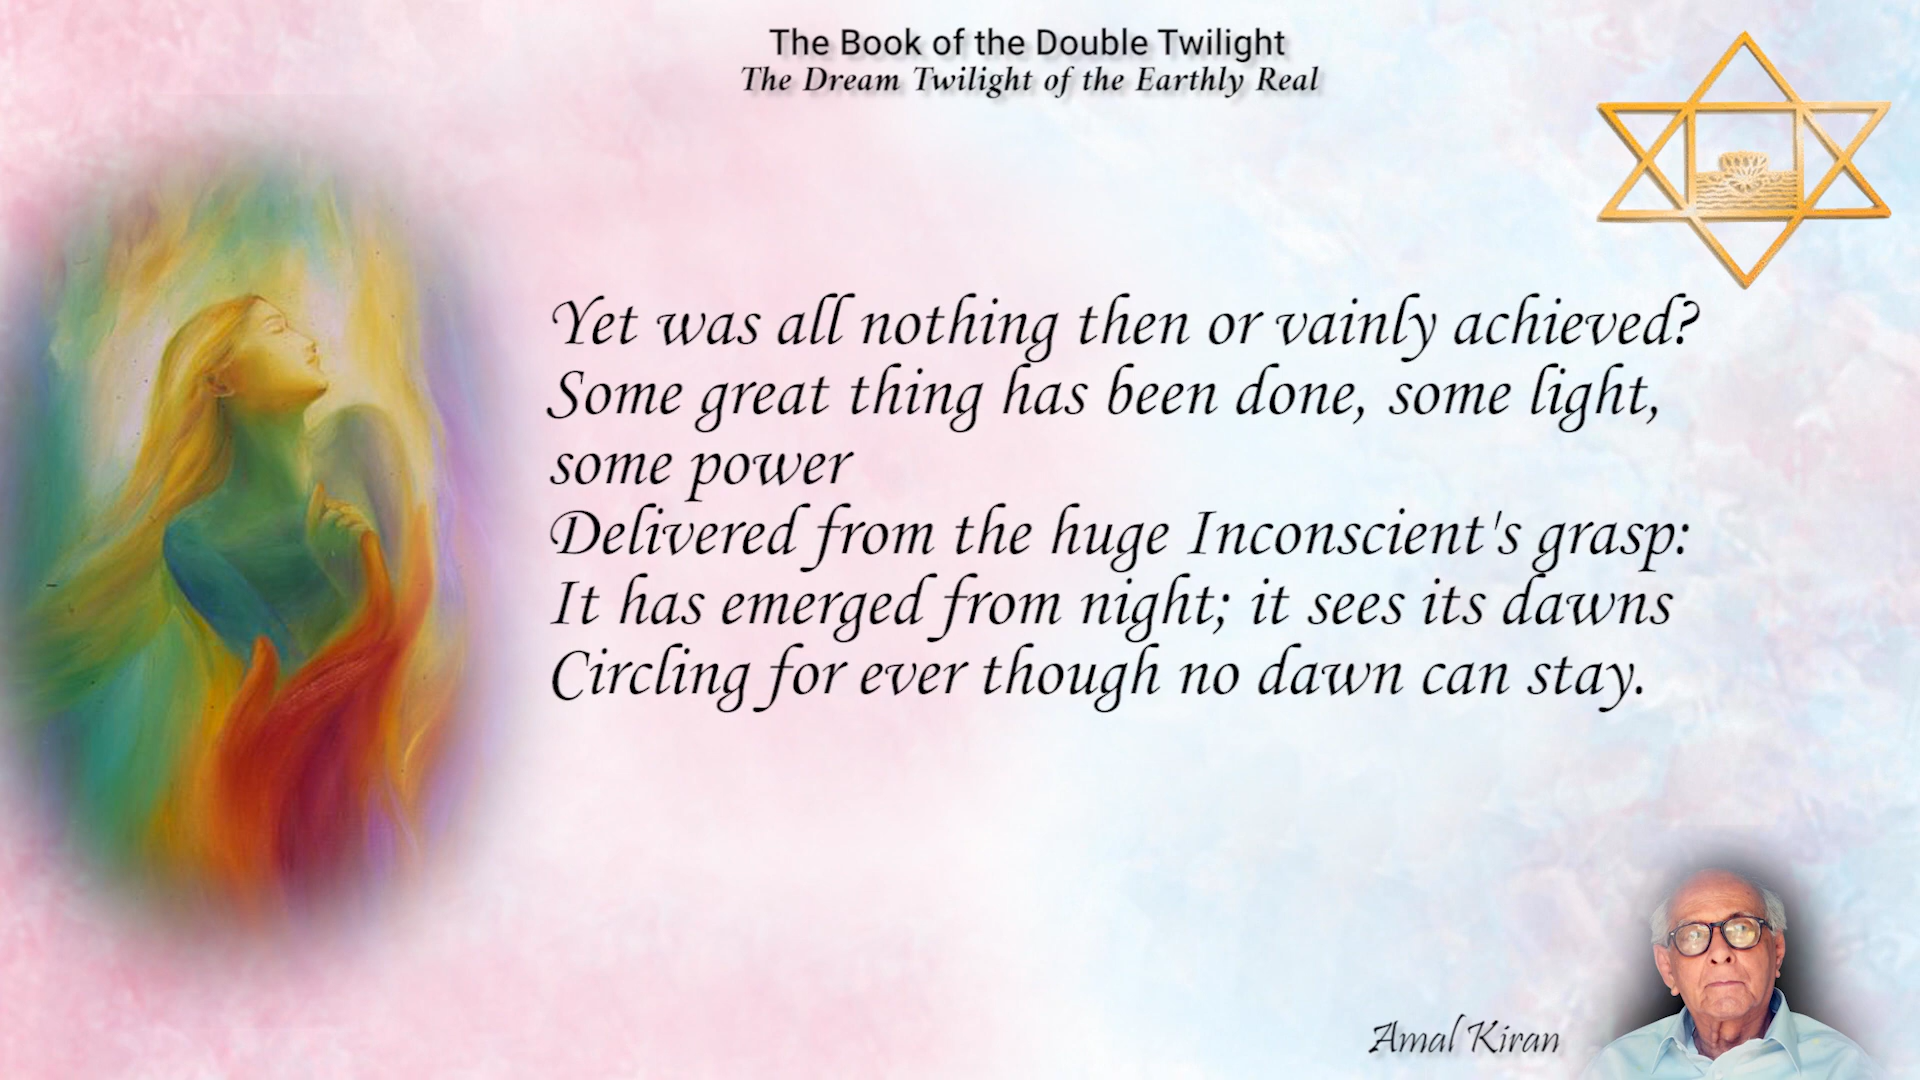 The Book of the Double Twilight
The Dream Twilight of the Earthly Real
Yet was all nothing then or vainly achieved?
Some great thing has been done, some light,
some power
Delivered from the huge Inconscient's grasp:
It has emerged from night; it sees its dawns
Circling for ever though no dawn can stay.
Amal Kiran